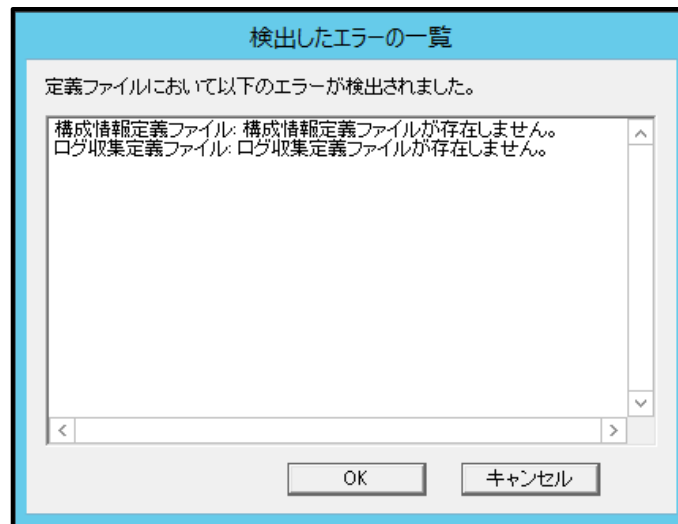 検出したエラーの一覧
定義ファイルにおいて以下のエラーが検出されました。
構成情報定義ファイル: 構成情報定義ファイルが存在しません。
ログ収集定義ファイル: ログ収集定義ファイルが存在しません。
OK
キャンセル